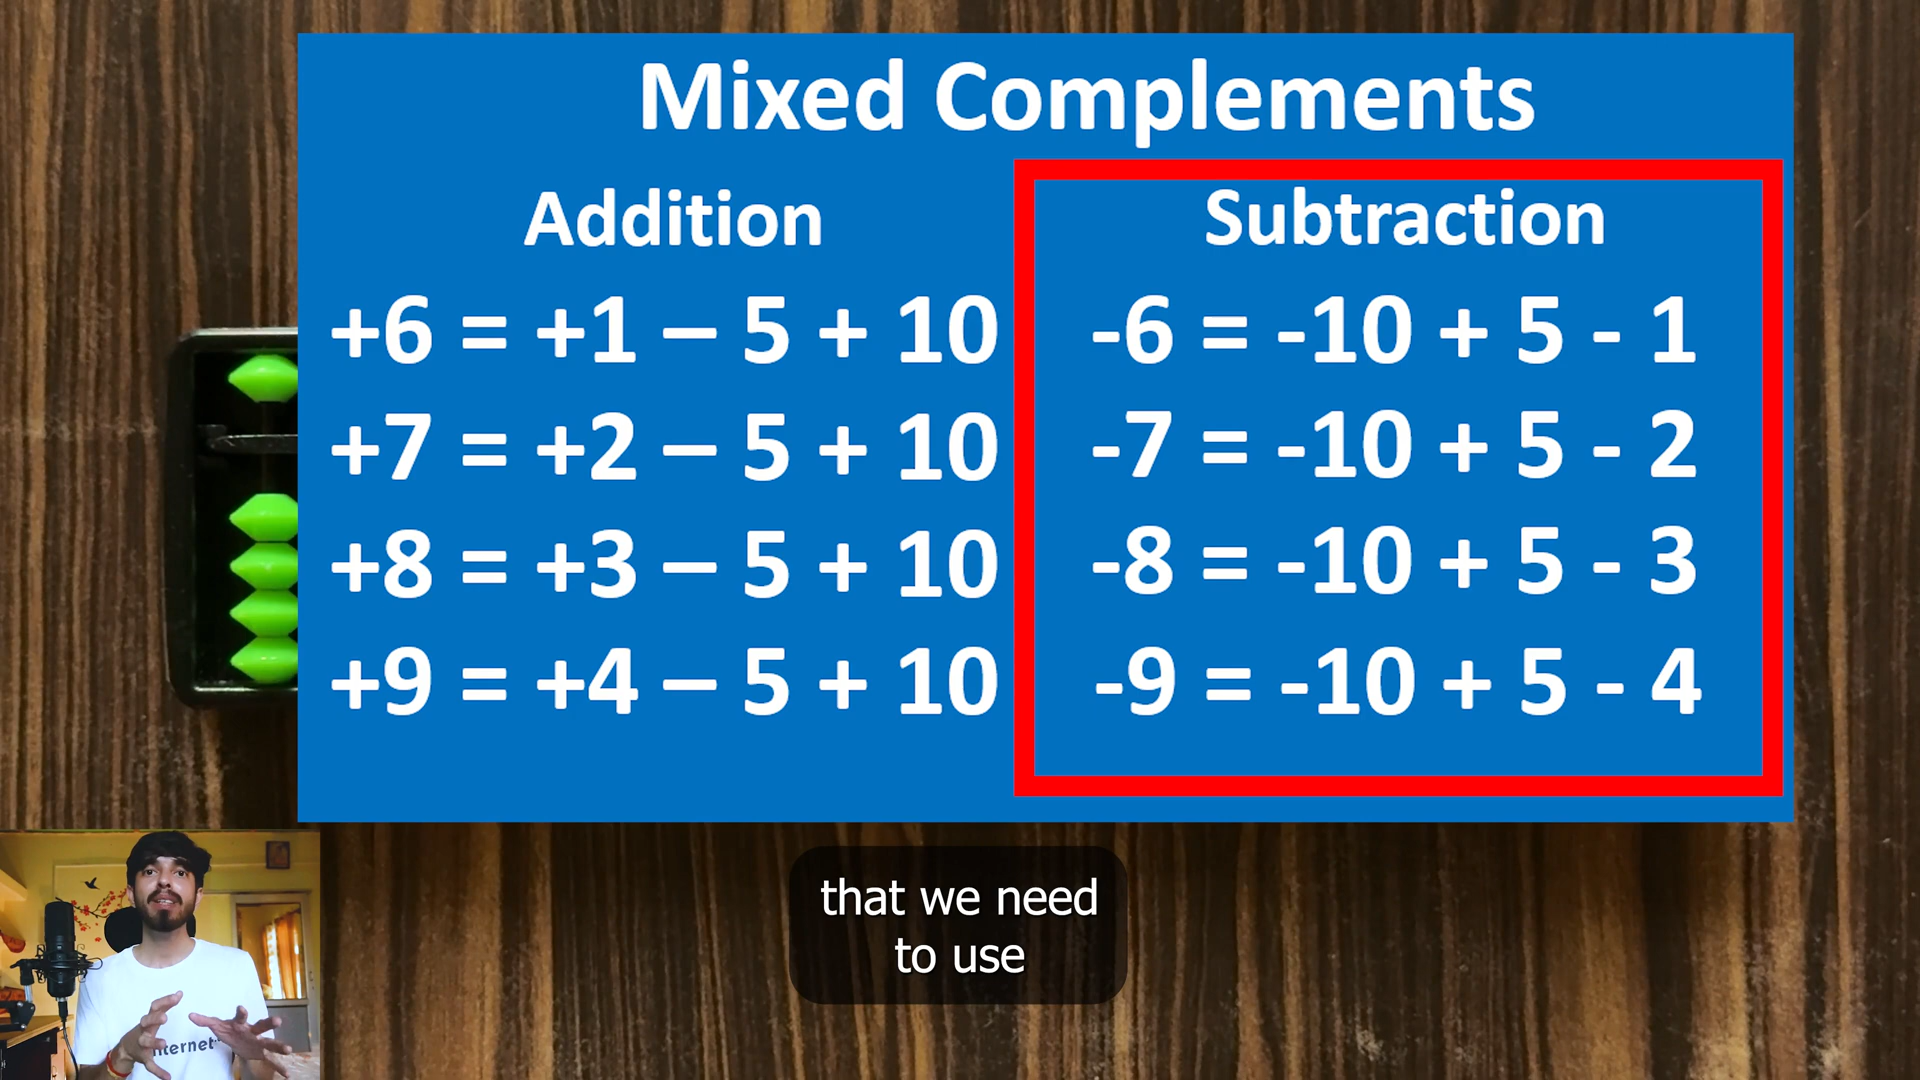 Mixed Complements
Addition
+6 = +1 – 5 + 10
+7 = +2 – 5 + 10
+8 = +3 – 5 + 10
+9 = +4 – 5 + 10
Subtraction
-6 = -10 + 5 - 1
-7 = -10 + 5 - 2
-8 = -10 + 5 - 3
-9 = -10 + 5 - 4
that we need
to use